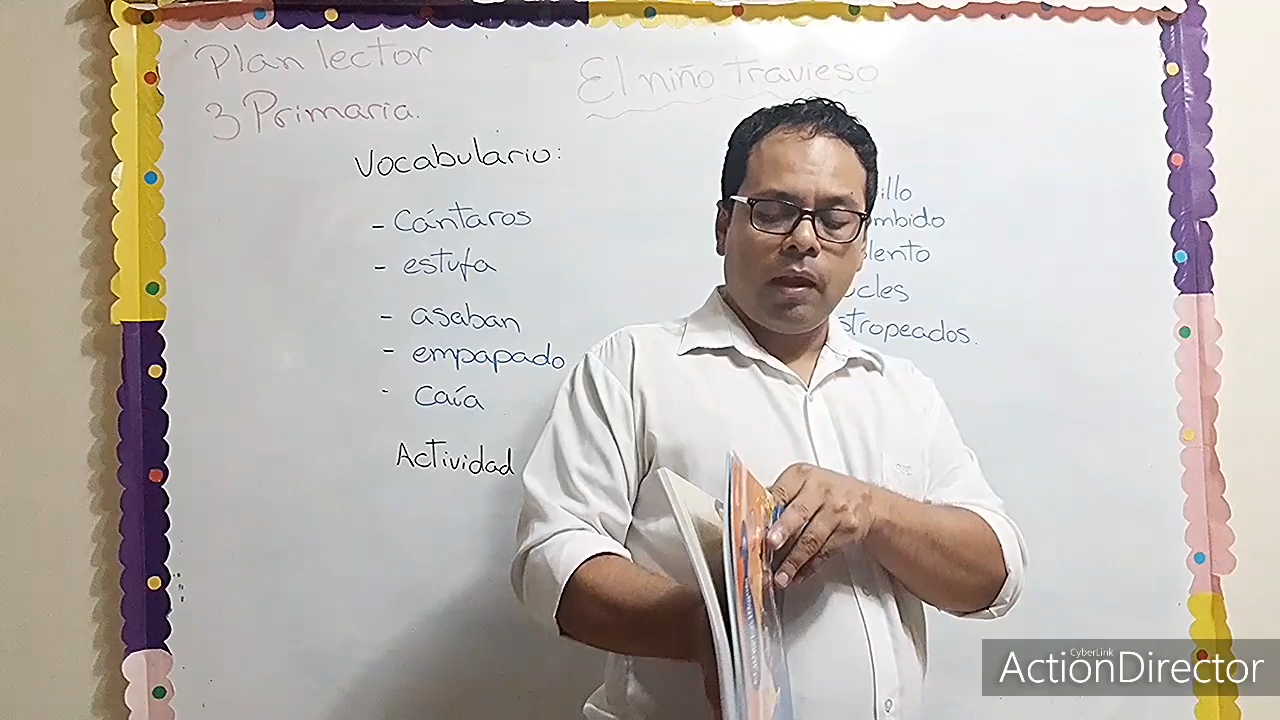 Plan lector
3 Primaria.
El niño travieso
Vocabulario:
- Cántaros
- estufa
- asaban
- empapado
- Caía
Actividad
CyberLink
ActionDirector